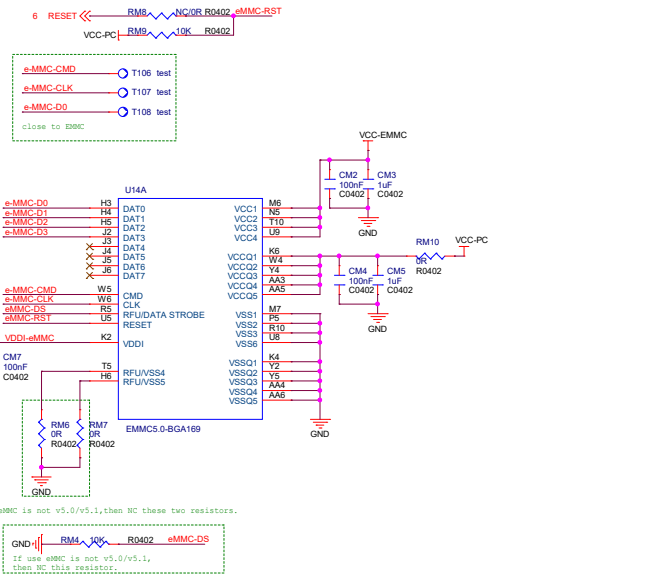 6 RESET RM8 NC/0R R0402 eMMC-RST
VCC-PC RM9 10K R0402
e-MMC-CMD T106 test
e-MMC-CLK T107 test
e-MMC-D0 T108 test
close to EMMC
VCC-EMMC
CM2
100nF
C0402
CM3
1uF
C0402
GND
U14A
e-MMC-D0 H3 DAT0
e-MMC-D1 H4 DAT1
e-MMC-D2 H5 DAT2
e-MMC-D3 J2 DAT3
J3 DAT4
J4 DAT5
J5 DAT6
J6 DAT7
e-MMC-CMD W5 CMD
e-MMC-CLK W6 CLK
eMMC-DS R5 RFU/DATA STROBE
eMMC-RST U5 RESET
VDDI-eMMC K2 VDDI
T5 RFU/VSS4
H6 RFU/VSS5
VCC1 M6
VCC2 N5
VCC3 T10
VCC4 U9
VCCQ1 K6
VCCQ2 W4
VCCQ3 Y4
VCCQ4 AA3
VCCQ5 AA5
VSS1 M7
VSS2 P5
VSS3 R10
VSS6 U8
VSSQ1 K4
VSSQ2 Y2
VSSQ3 Y5
VSSQ4 AA4
VSSQ5 AA6
EMMC5.0-BGA169
RM10
0R
R0402
VCC-PC
CM4
100nF
C0402
CM5
1uF
C0402
GND
GND
CM7
100nF
C0402
RM6
0R
R0402
RM7
0R
R0402
GND
eMMC is not v5.0/v5.1,then NC these two resistors.
GND RM4 10K R0402 eMMC-DS
If use eMMC is not v5.0/v5.1,
then NC this resistor.